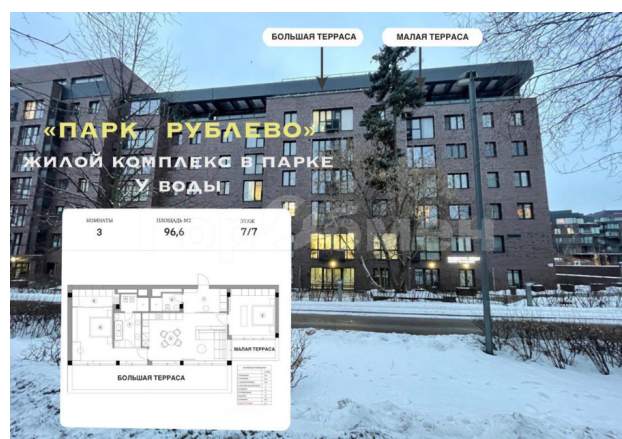 БОЛЬШАЯ ТЕРРАСА
МАЛАЯ ТЕРРАСА
«ПАРК РУБЛЕВО»
ЖИЛОЙ КОМПЛЕКС В ПАРКЕ
У ВОДЫ
КОМНАТЫ
ПЛОЩАДЬ М2
ЭТАЖ
3
96,6
7/7
МАЛАЯ ТЕРРАСА
БОЛЬШАЯ ТЕРРАСА